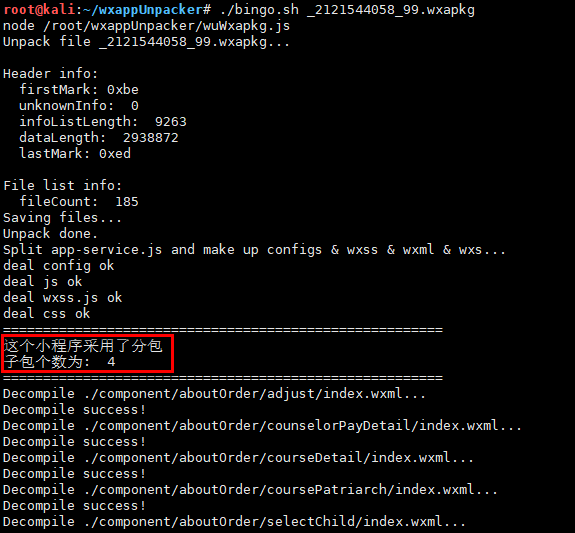 root@kali:~/wxappUnpacker# ./bingo.sh _2121544058_99.wxapkg
node /root/wxappUnpacker/wuWxapkg.js
Unpack file _2121544058_99.wxapkg...
Header info:
  firstMark: 0xbe
  unknownInfo:  0
  infoListLength:  9263
  dataLength:  2938872
  lastMark: 0xed
File list info:
  fileCount:  185
Saving files...
Unpack done.
Split app-service.js and make up configs & wxss & wxml & wxs...
deal config ok
deal js ok
deal wxss.js ok
deal css ok
=======================================================
这个小程序采用了分包
子包个数为:  4
=======================================================
Decompile ./component/aboutOrder/adjust/index.wxml...
Decompile success!
Decompile ./component/aboutOrder/counselorPayDetail/index.wxml...
Decompile success!
Decompile ./component/aboutOrder/courseDetail/index.wxml...
Decompile success!
Decompile ./component/aboutOrder/coursePatriarch/index.wxml...
Decompile success!
Decompile ./component/aboutOrder/selectChild/index.wxml...